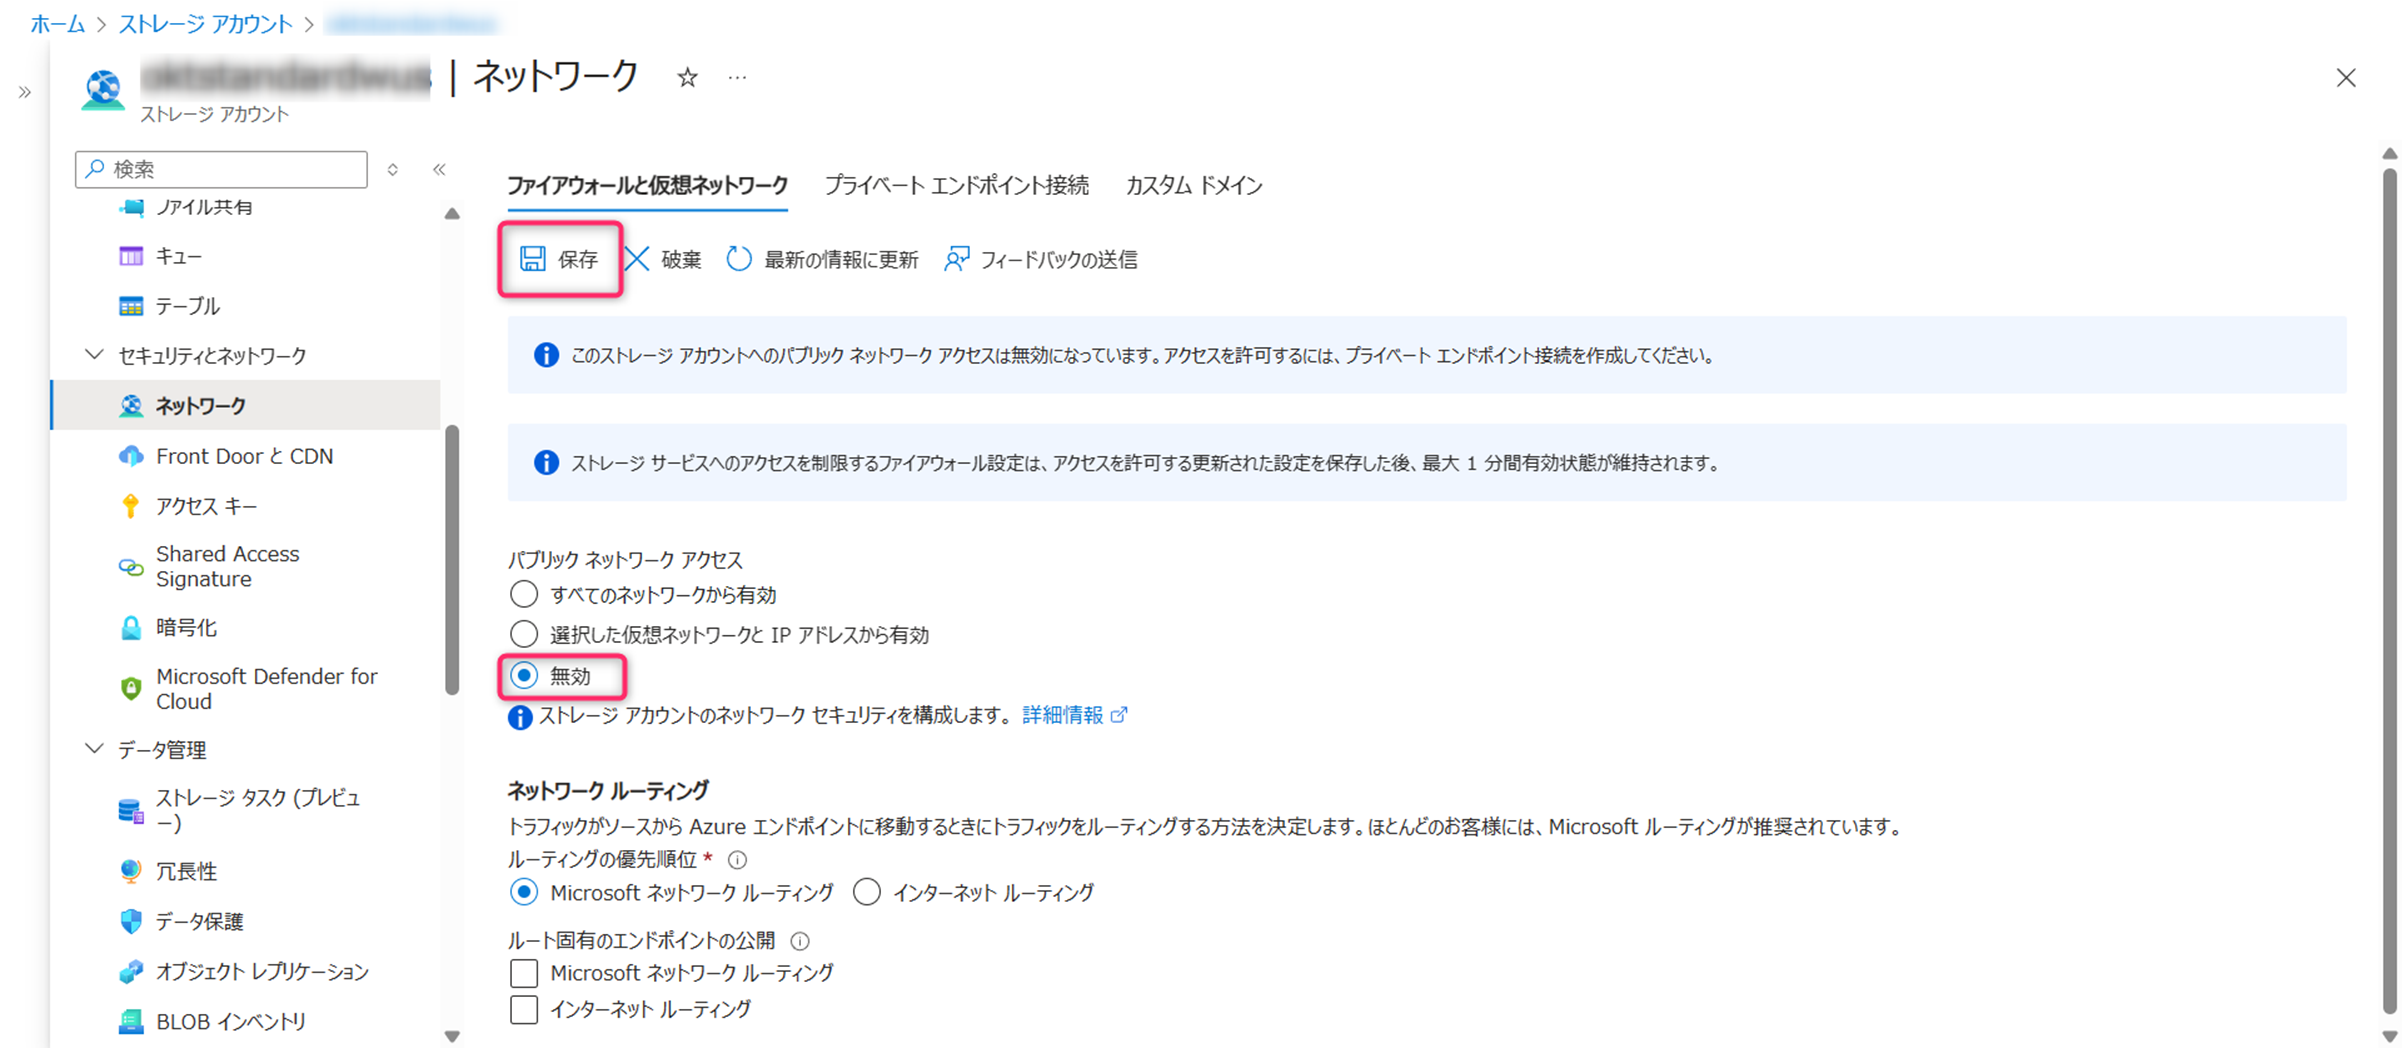 ホーム > ストレージ アカウント >
| ネットワーク
ストレージ アカウント
検索
ファイル共有
キュー
テーブル
セキュリティとネットワーク
ネットワーク
Front Door と CDN
アクセス キー
Shared Access
Signature
暗号化
Microsoft Defender for
Cloud
データ管理
ストレージ タスク (プレビュ
ー)
冗長性
データ保護
オブジェクト レプリケーション
BLOB インベントリ
ファイアウォールと仮想ネットワーク プライベート エンドポイント接続 カスタム ドメイン
保存 破棄 最新の情報に更新 フィードバックの送信
このストレージ アカウントへのパブリック ネットワーク アクセスは無効になっています。アクセスを許可するには、プライベート エンドポイント接続を作成してください。
ストレージ サービスへのアクセスを制限するファイアウォール設定は、アクセスを許可する更新された設定を保存した後、最大 1 分間有効状態が維持されます。
パブリック ネットワーク アクセス
すべてのネットワークから有効
選択した仮想ネットワークと IP アドレスから有効
無効
ストレージ アカウントのネットワーク セキュリティを構成します。 詳細情報
ネットワーク ルーティング
トラフィックがソースから Azure エンドポイントに移動するときにトラフィックをルーティングする方法を決定します。ほとんどのお客様には、Microsoft ルーティングが推奨されています。
ルーティングの優先順位 *
Microsoft ネットワーク ルーティング インターネット ルーティング
ルート固有のエンドポイントの公開
Microsoft ネットワーク ルーティング
インターネット ルーティング